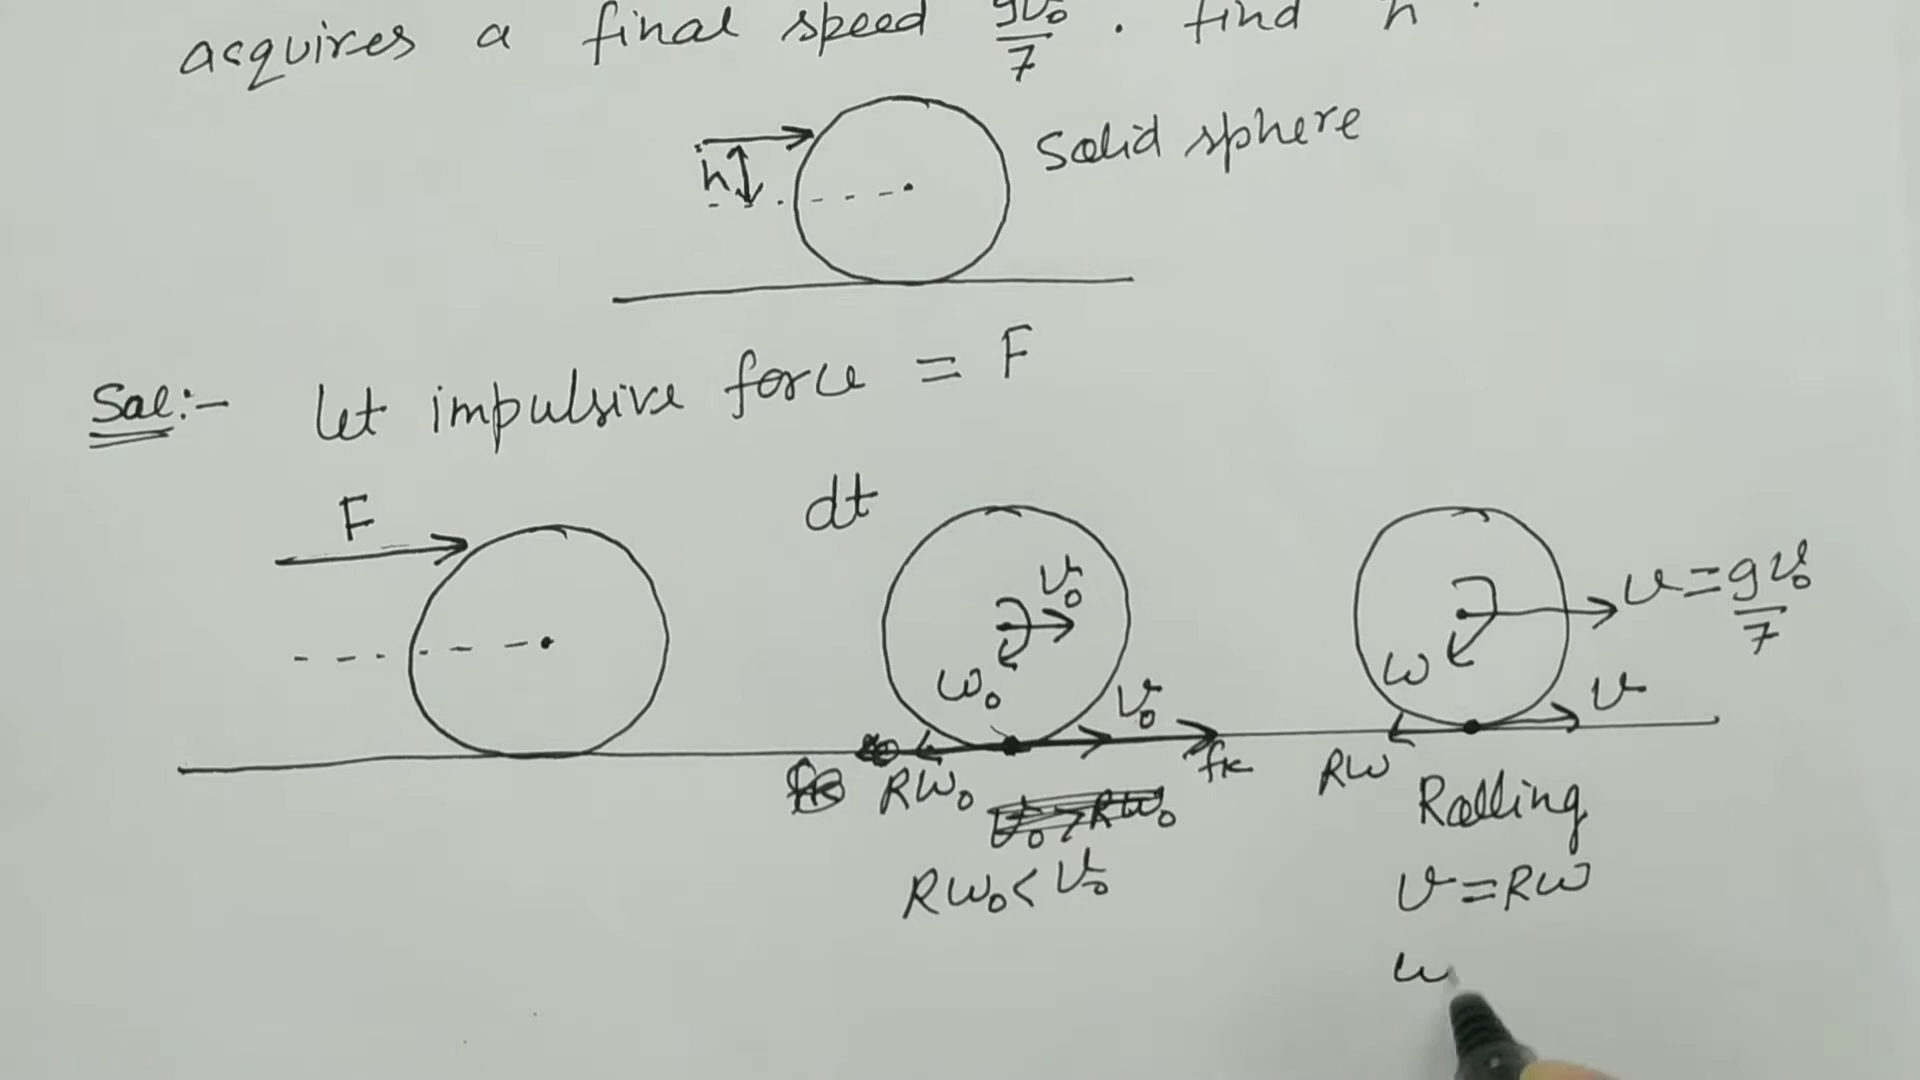 acquires a final speed 9v₀/7 . find h .
h
Solid sphere
Sol:- let impulsive force = F
F
dt
v₀
ω₀
v₀
fk
Rω₀
Rω₀ < v₀
v = 9v₀/7
ω
v
Rω
Rolling
v = Rω
ω